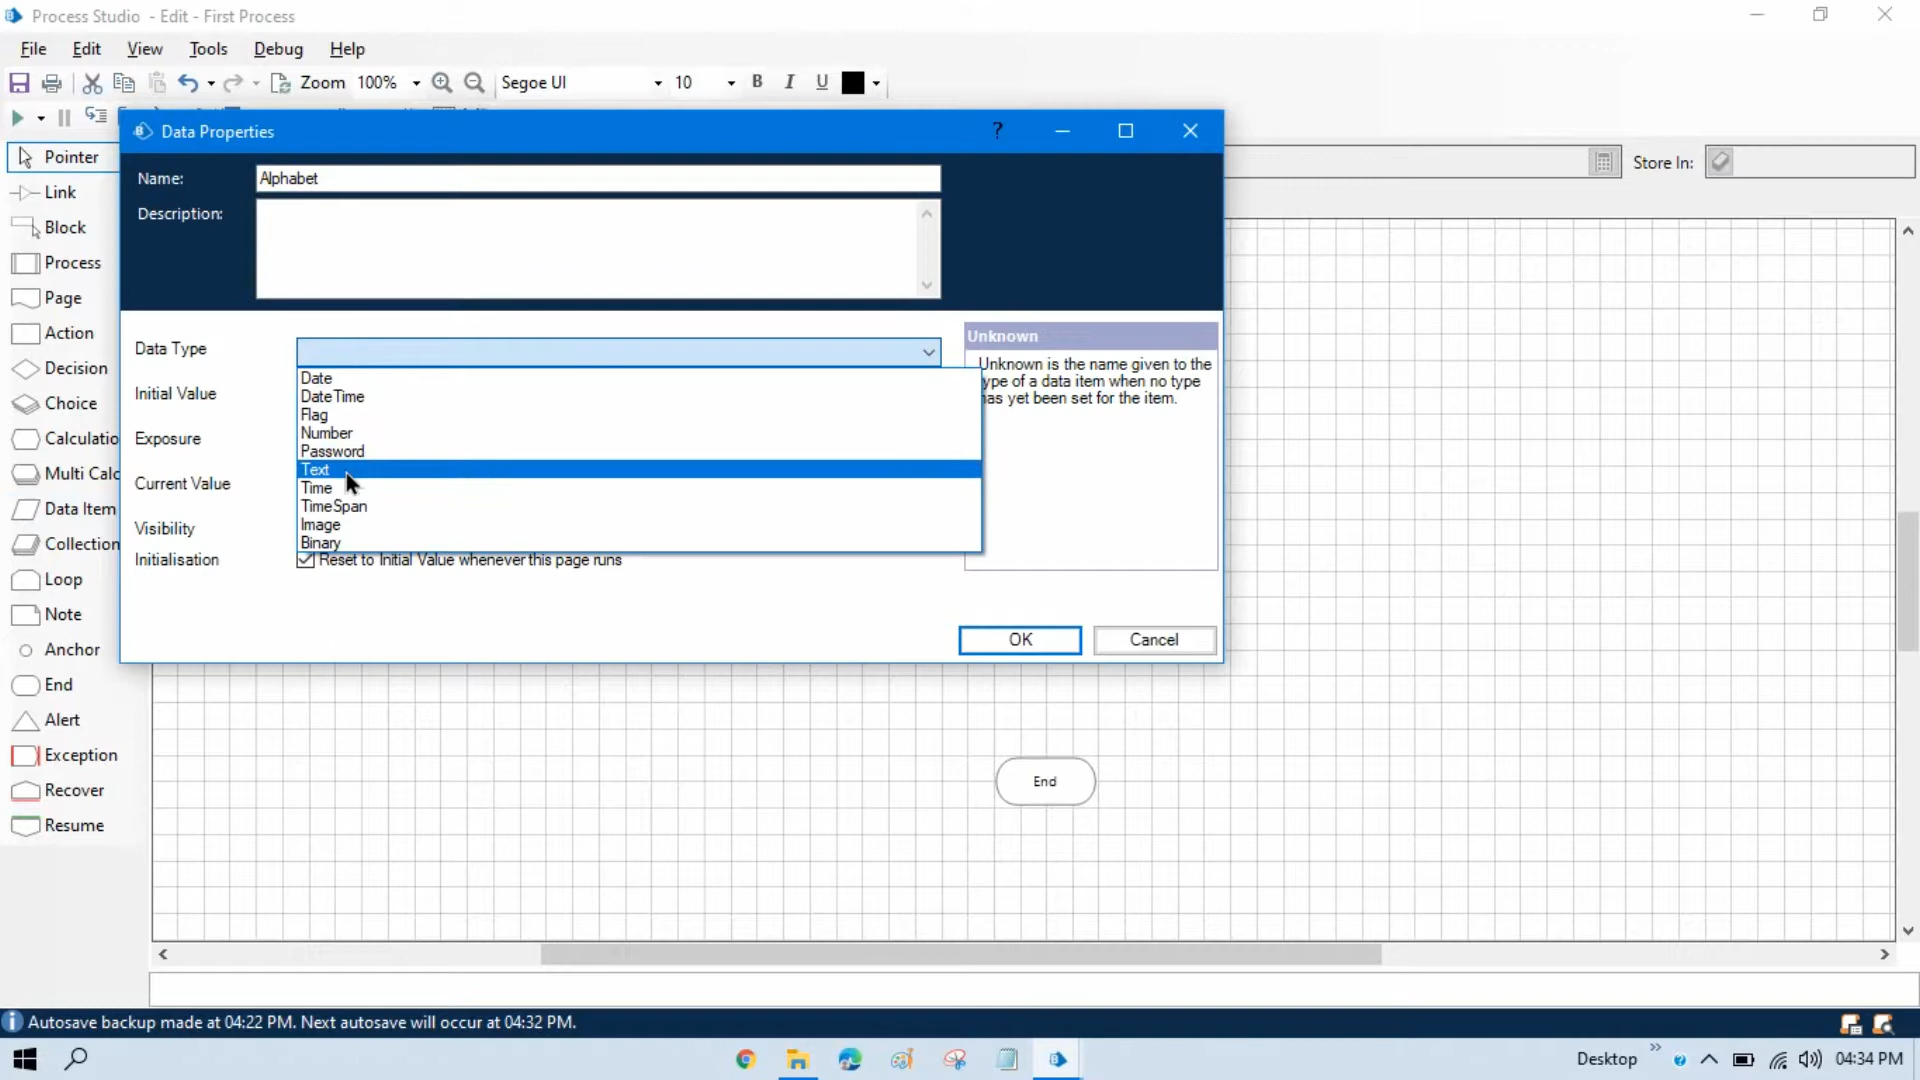 Process Studio - Edit - First Process
File Edit View Tools Debug Help
Zoom 100% Segoe UI 10 B I U
Data Properties ?
Pointer
Link
Block
Process
Page
Action
Decision
Choice
Calculatio
Multi Calc
Data Item
Collection
Loop
Note
Anchor
End
Alert
Exception
Recover
Resume
Name: Alphabet
Description:
Store In:
Data Type
Initial Value
Exposure
Current Value
Visibility
Initialisation
Date
DateTime
Flag
Number
Password
Text
Time
TimeSpan
Image
Binary
Reset to Initial Value whenever this page runs
Unknown
Unknown is the name given to the
ype of a data item when no type
has yet been set for the item.
OK Cancel
End
Autosave backup made at 04:22 PM. Next autosave will occur at 04:32 PM.
Desktop 04:34 PM